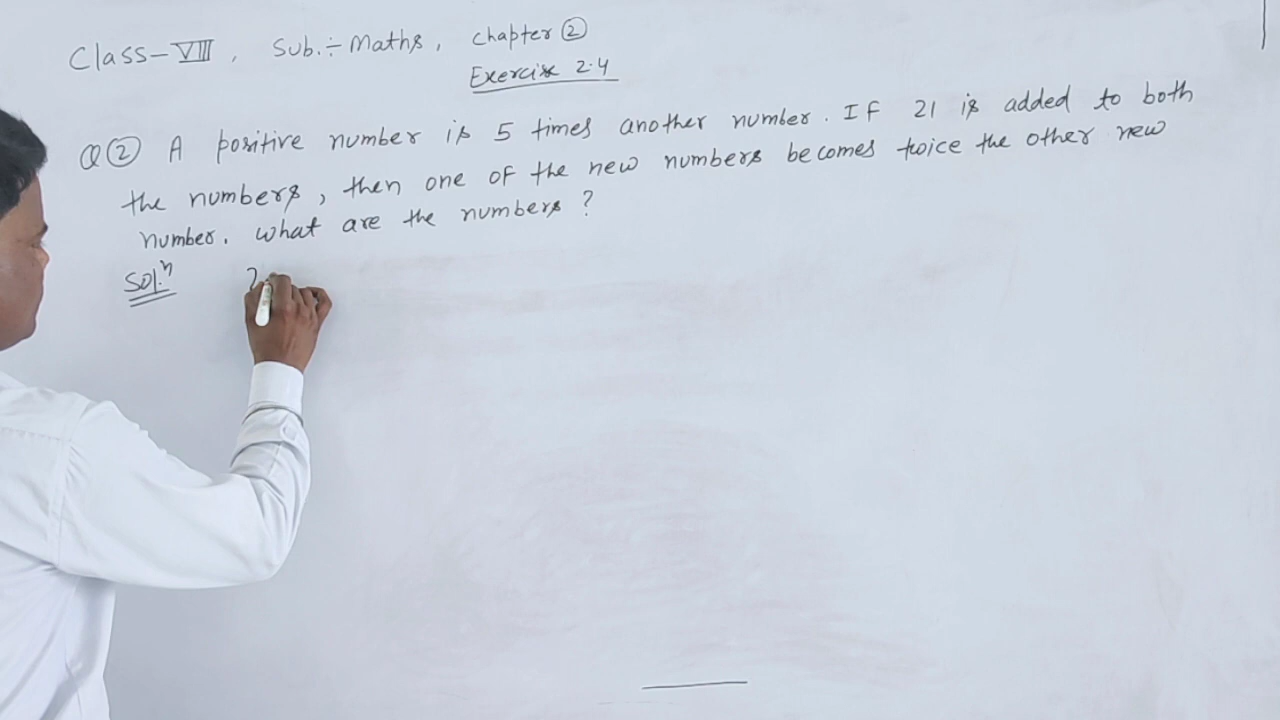 Class-VIII, Sub.÷Maths, Chapter ②
Exercise 2.4
Q② A positive number is 5 times another number. If 21 is added to both
the numbers, then one of the new numbers becomes twice the other new
number. What are the numbers?
Sol.ⁿ